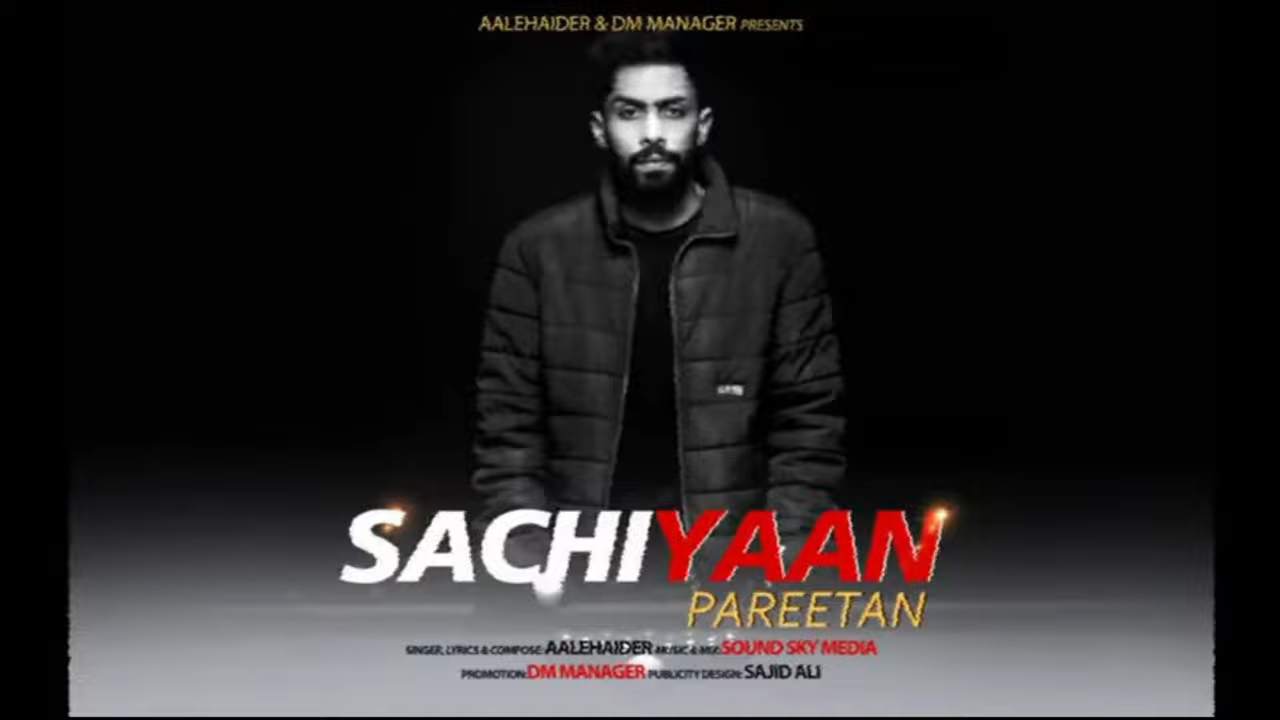 AALEHAIDER & DM MANAGER PRESENTS
SACHIYAAN
PAREETAN
SINGER, LYRICS & COMPOSE: AALEHAIDER MUSIC & MIX: SOUND SKY MEDIA
PROMOTION: DM MANAGER PUBLICITY DESIGN: SAJID ALI